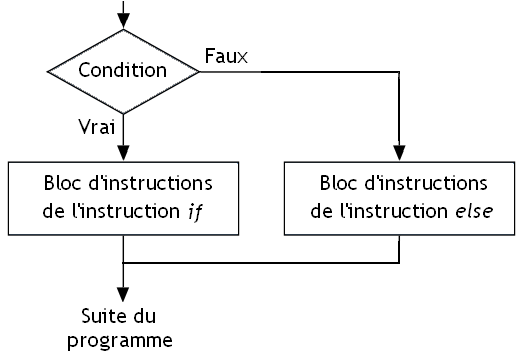 Condition
Faux
Vrai
Bloc d'instructions
de l'instruction if
Bloc d'instructions
de l'instruction else
Suite du
programme